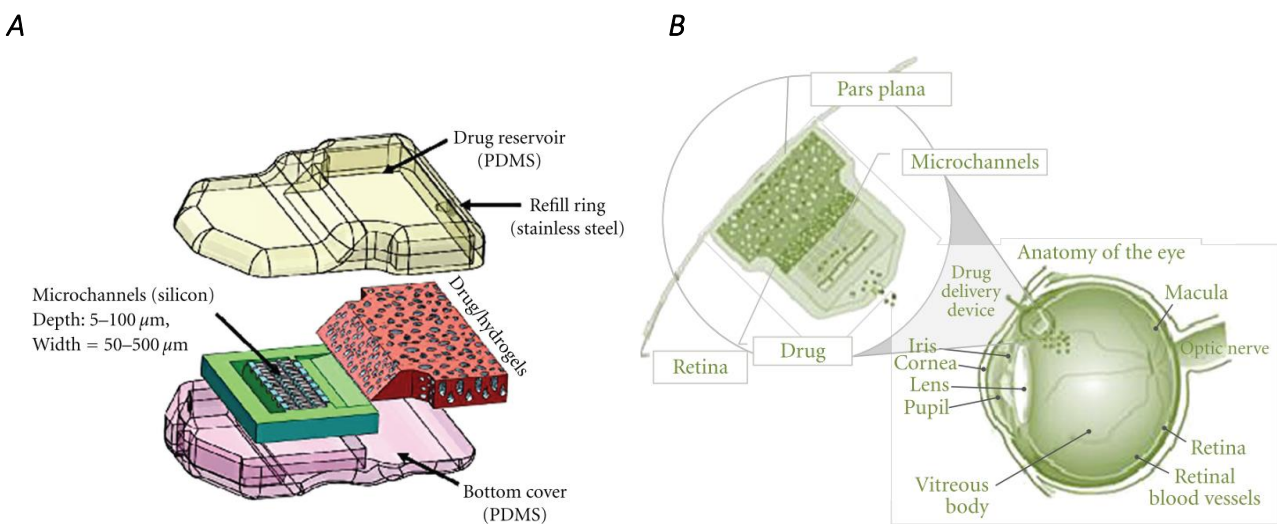 A
B
Drug reservoir
(PDMS)
Refill ring
(stainless steel)
Microchannels (silicon)
Depth: 5–100 μm,
Width = 50–500 μm
Drug/hydrogels
Bottom cover
(PDMS)
Pars plana
Microchannels
Anatomy of the eye
Drug
delivery
device
Macula
Optic nerve
Iris
Cornea
Lens
Pupil
Drug
Retina
Retina
Retinal
blood vessels
Vitreous
body